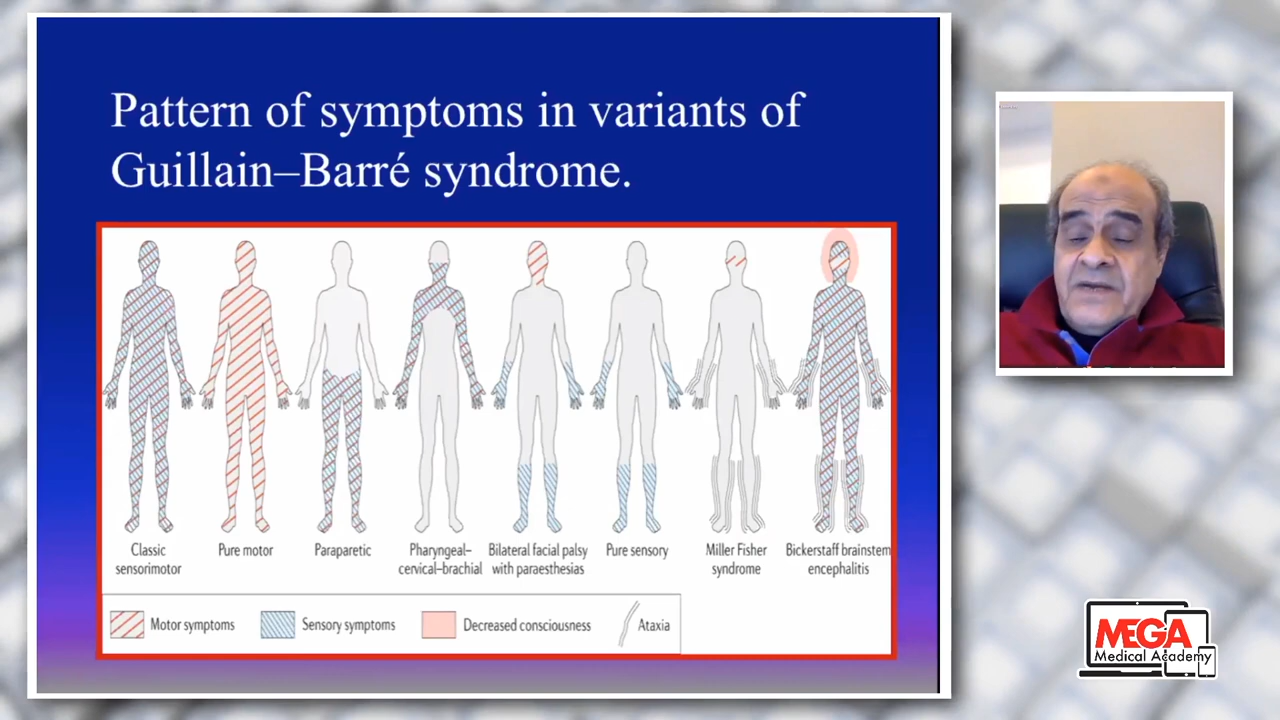 Pattern of symptoms in variants of
Guillain–Barré syndrome.
Classic
sensorimotor
Pure motor
Paraparetic
Pharyngeal–
cervical–brachial
Bilateral facial palsy
with paraesthesias
Pure sensory
Miller Fisher
syndrome
Bickerstaff brainstem
encephalitis
Motor symptoms
Sensory symptoms
Decreased consciousness
Ataxia
MEGA
Medical Academy